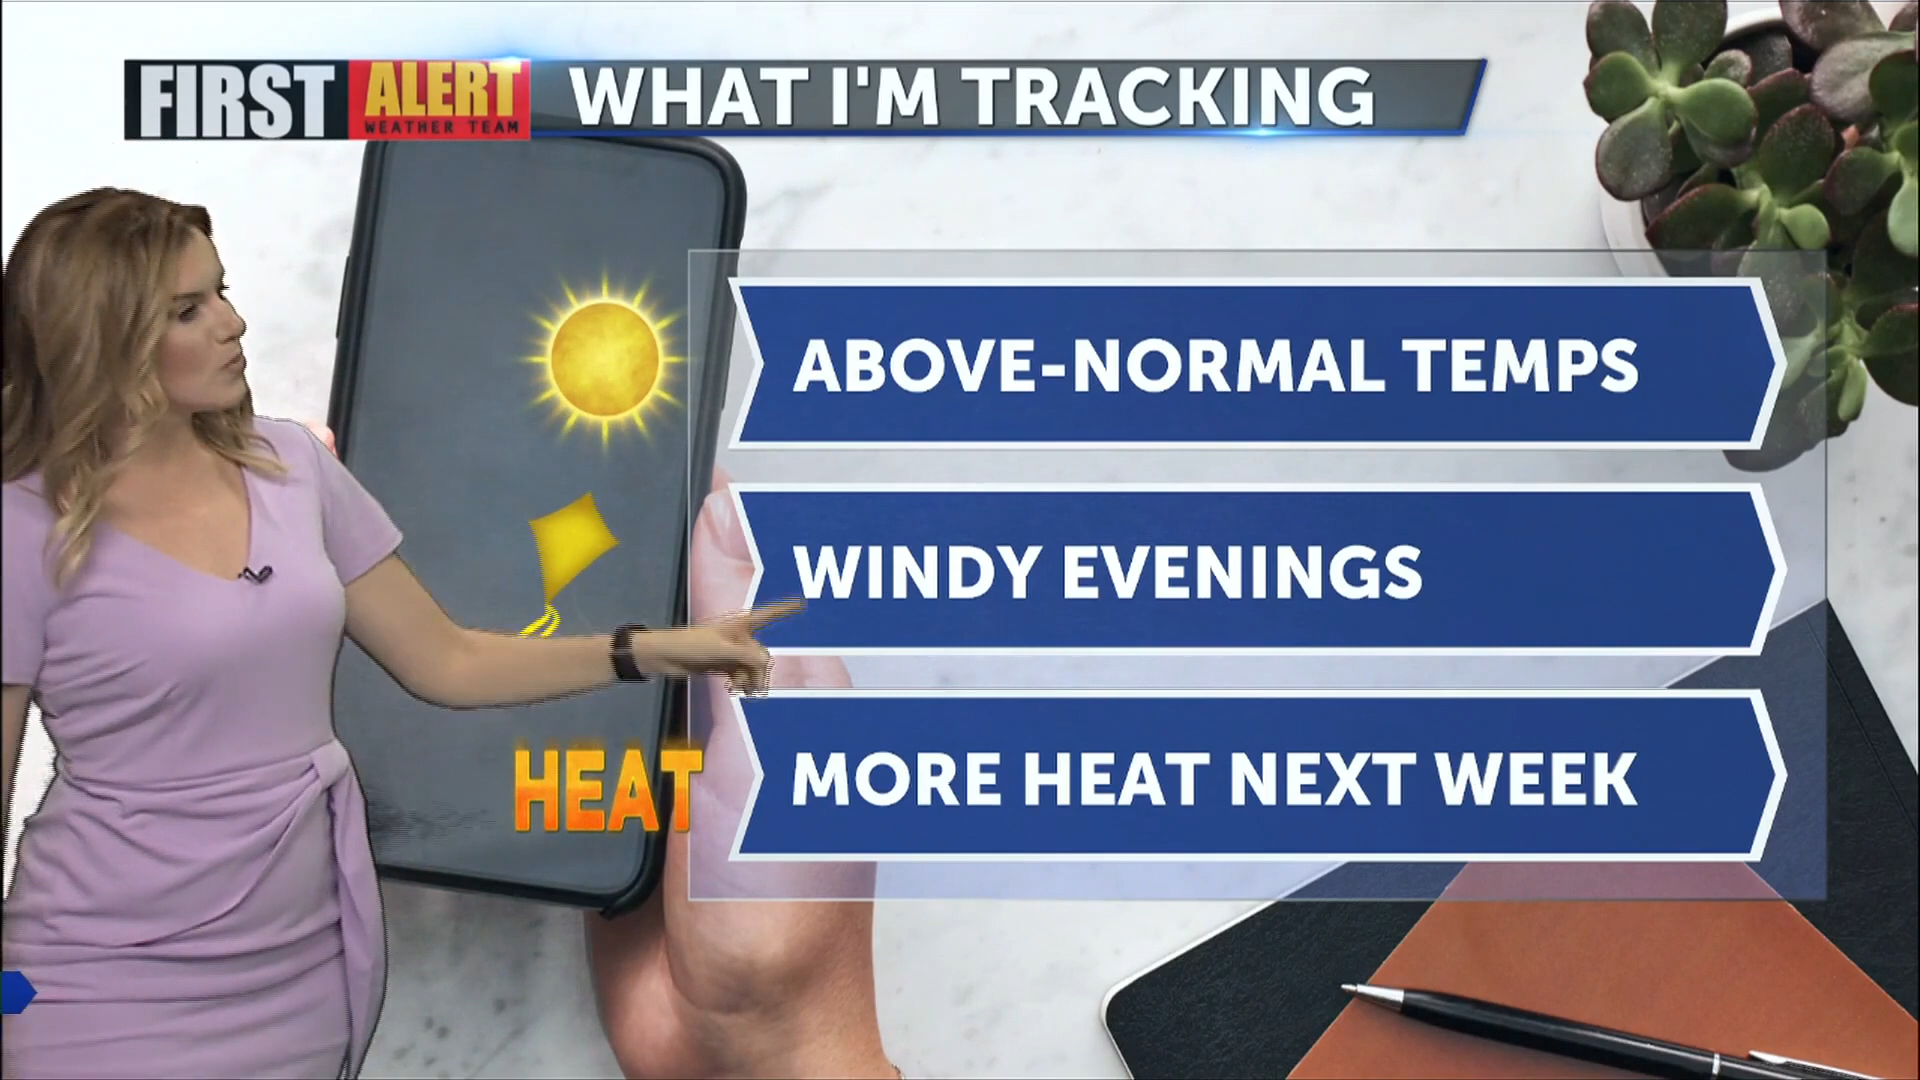 FIRST ALERT
WEATHER TEAM
WHAT I'M TRACKING
ABOVE-NORMAL TEMPS
WINDY EVENINGS
HEAT
MORE HEAT NEXT WEEK